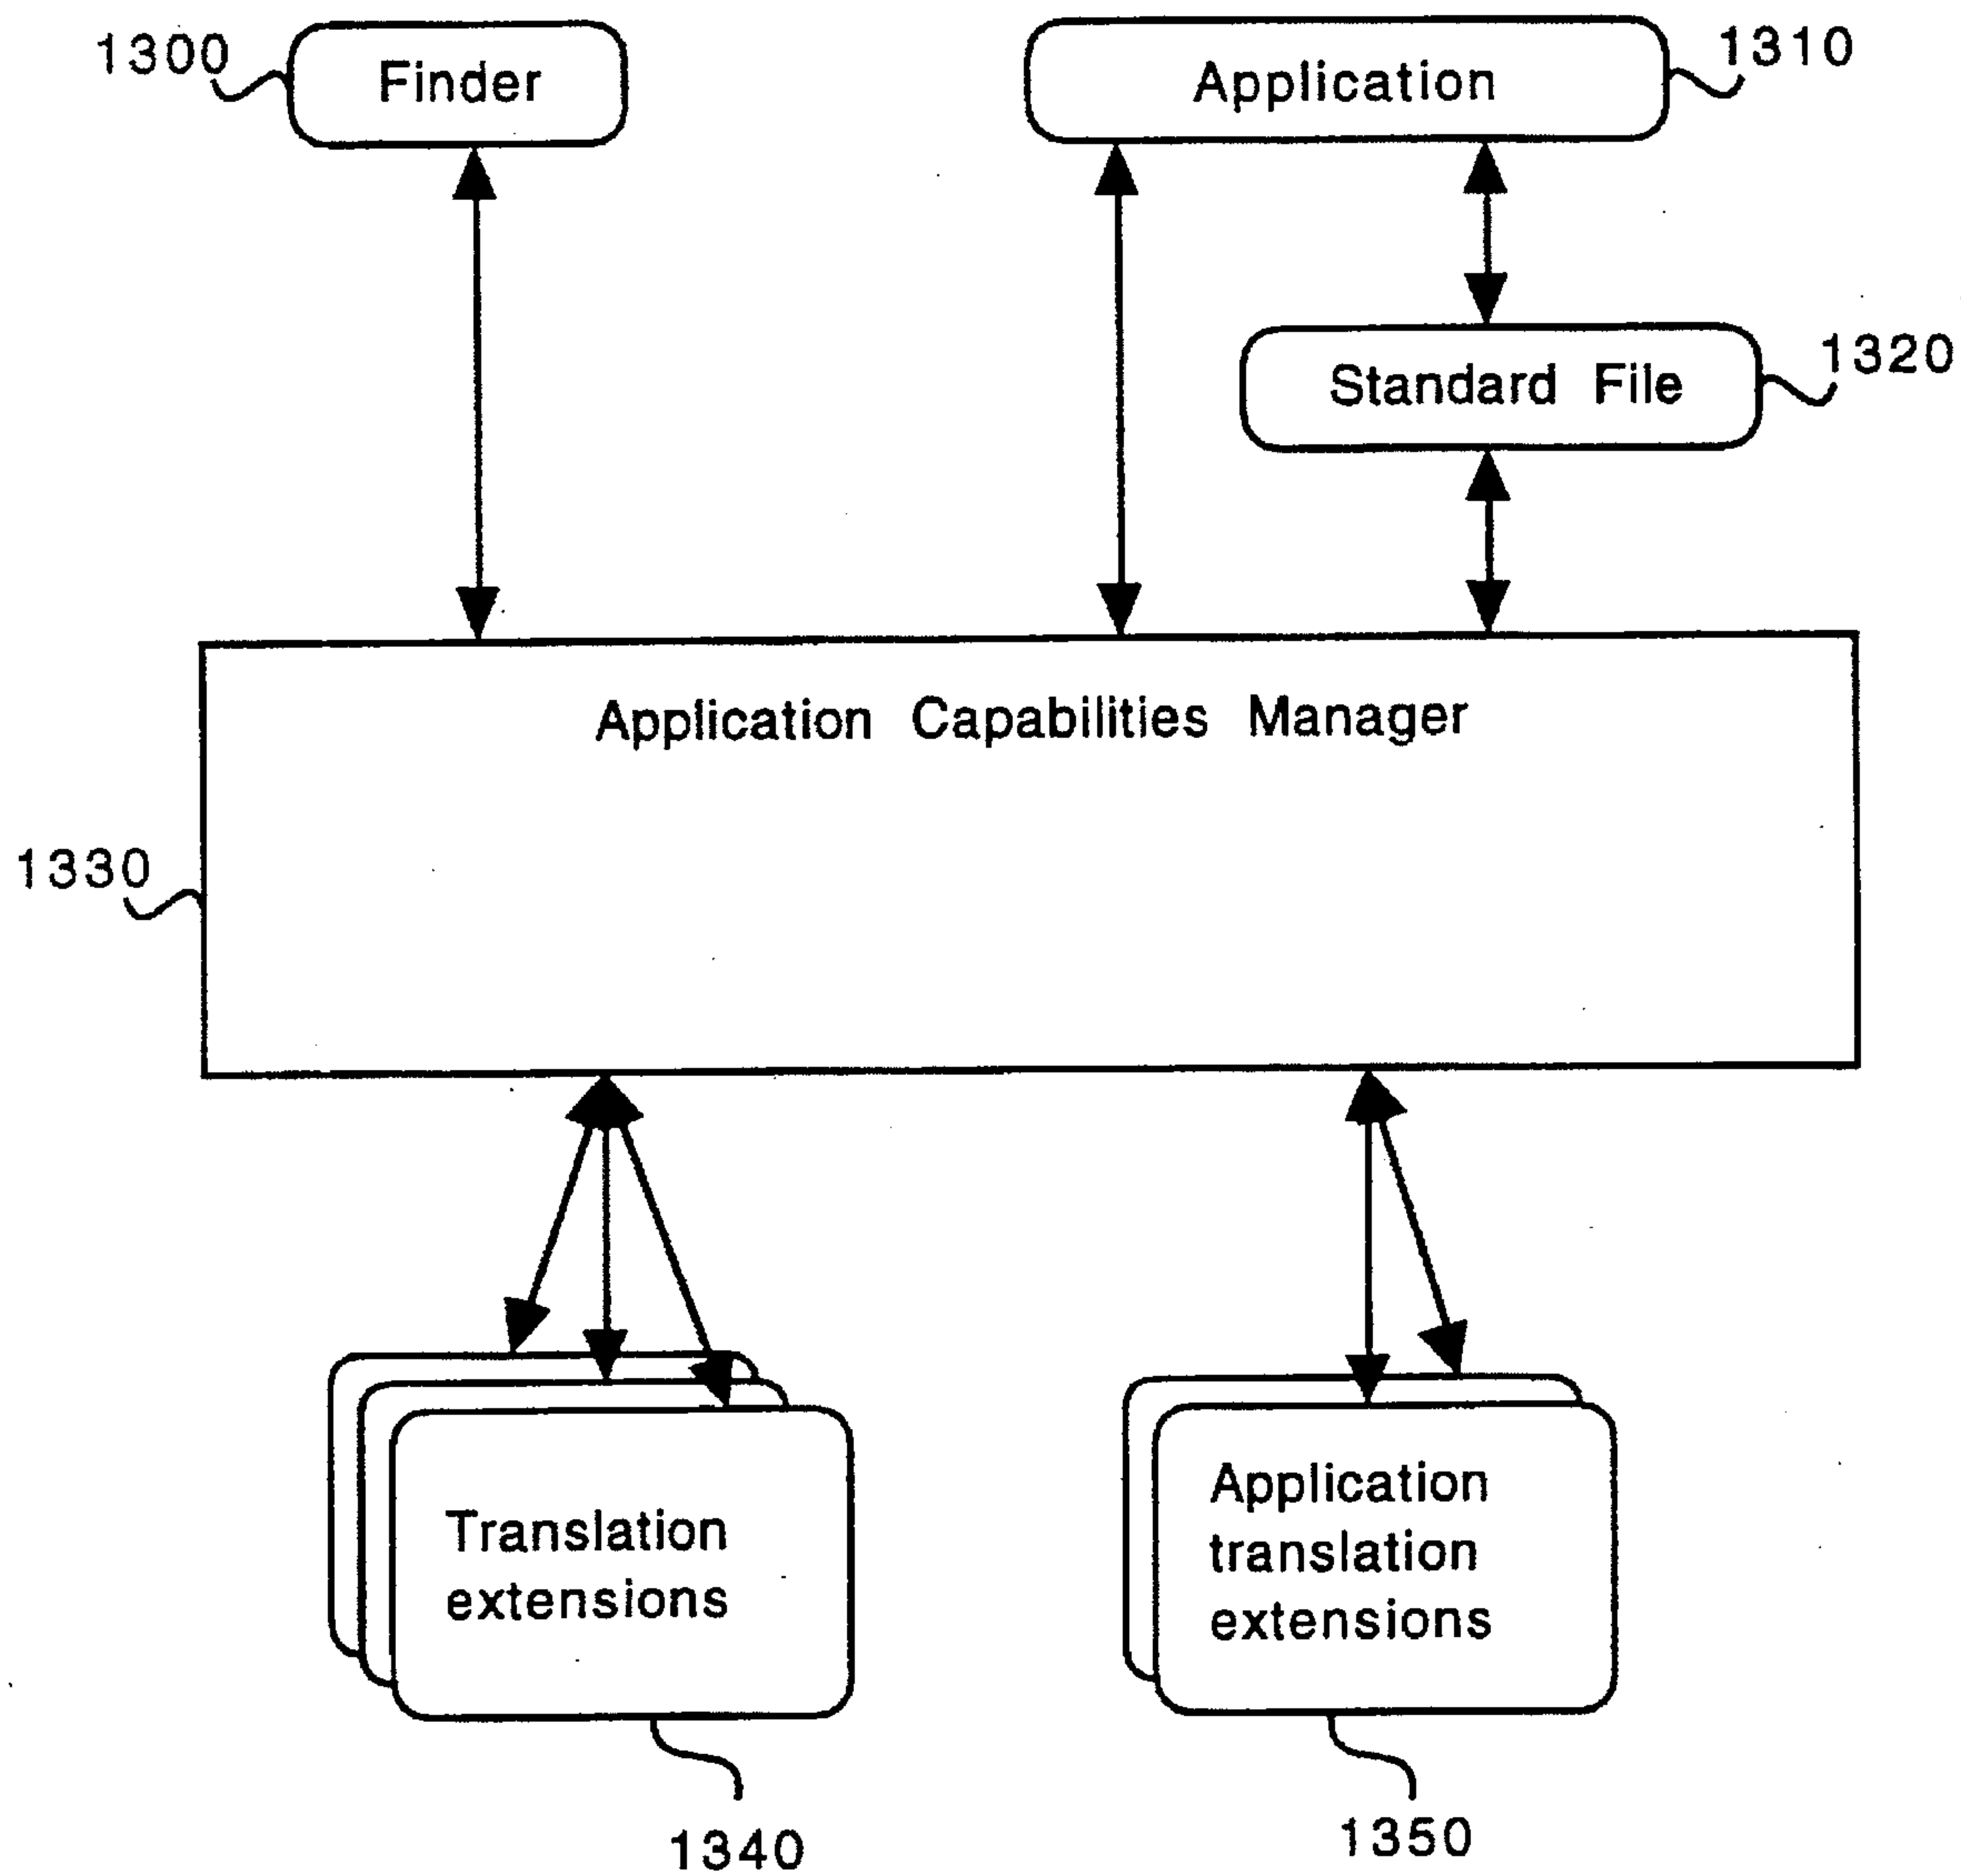 1300
Finder
Application
1310
Standard File
1320
Application Capabilities Manager
1330
Translation
extensions
Application
translation
extensions
1340
1350